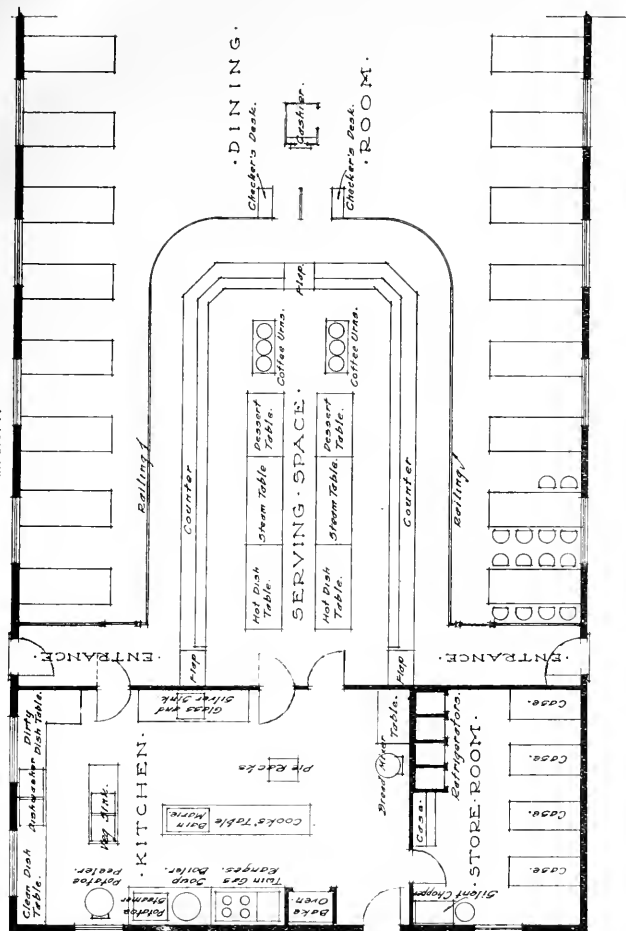 · DINING ·
· ROOM ·
Cashier.
Checker's Desk.
Checker's Desk.
Flap.
Coffee Urns.
Coffee Urns.
Dessert
Table.
Dessert
Table.
Steam Table
Steam Table.
Hot Dish
Table.
Hot Dish
Table.
SERVING · SPACE ·
Railing
Counter
Counter
Railing
Flap
Flap
· ENTRANCE ·
· ENTRANCE ·
Dirty
Dish Table.
Dishwasher
Clean Dish
Table.
Glass and
Silver Sink
Veg Sink.
· KITCHEN ·
Pie Racks
Cooks' Table
Bain
Marie.
Bread Mixer
Table.
Potatoe
Pealer.
Potatoe
Steamer
Soup
Boiler.
Twin Gas
Ranges.
Bake
Oven.
Refrigerators.
· STORE · ROOM ·
Case.
Case.
Case.
Case.
Case.
Silent Chopper